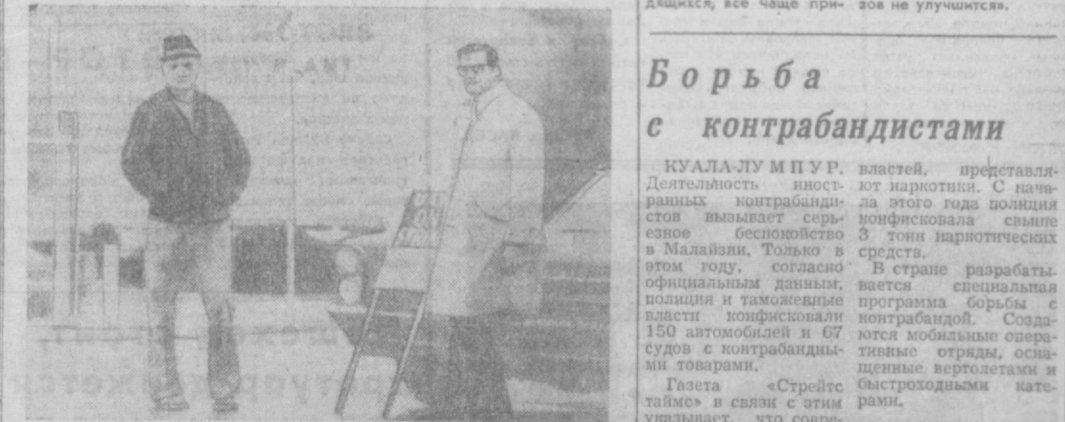 дящихся, все чаще при-
зов не улучшится».
Борьба
с контрабандистами
КУАЛА-ЛУМПУР.
Деятельность иност-
ранных контрабанди-
стов вызывает серь-
езное беспокойство
в Малайзии. Только в
этом году, согласно
официальным данным,
полиция и таможенные
власти конфисковали
150 автомобилей и 67
судов с контрабандны-
ми товарами.
Газета «Стрейтс
таймс» в связи с этим
указывает, что совре-
властей, представля-
ют наркотики. С нача-
ла этого года полиция
конфисковала свыше
3 тонн наркотических
средств.
В стране разрабаты-
вается специальная
программа борьбы с
контрабандой. Созда-
ются мобильные опера-
тивные отряды, осна-
щенные вертолетами и
быстроходными кате-
рами.
ON